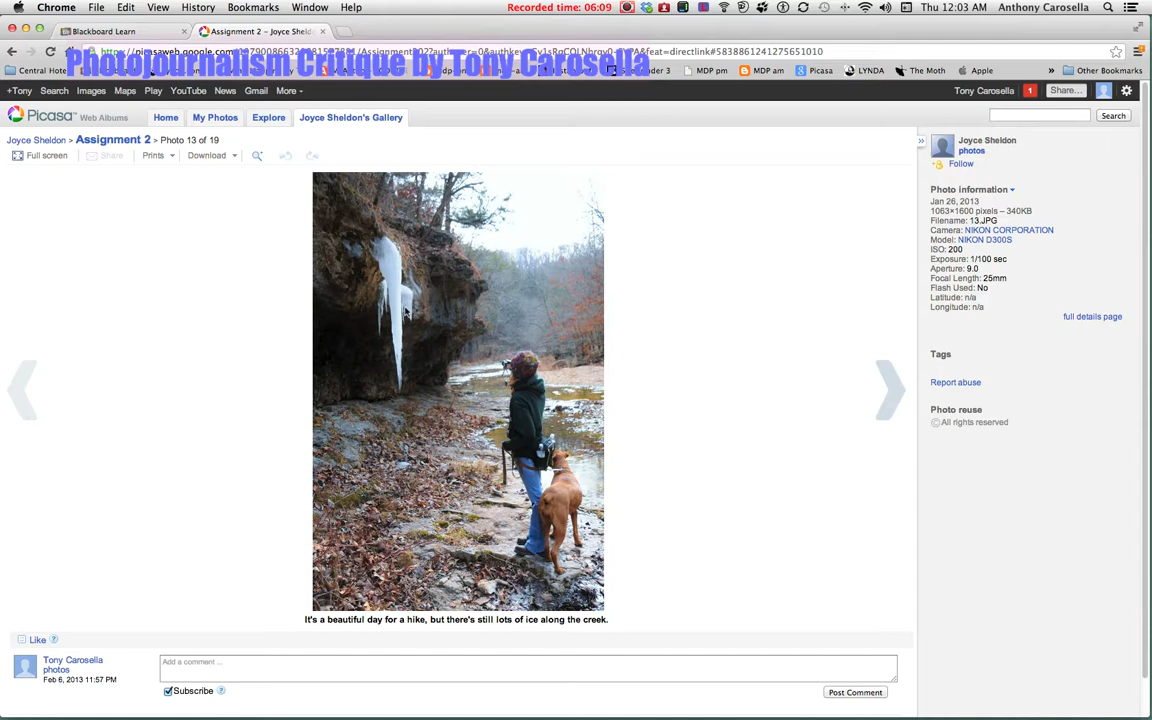 Chrome File Edit View History Bookmarks Window Help Recorded time: 06:09 Thu 12:03 AM Anthony Carosella
Blackboard Learn Assignment 2 – Joyce Sheld
Photojournalism Critique by Tony Carosella
Central Hote der 3 MDP pm MDP am Picasa LYNDA The Moth Apple » Other Bookmarks
+Tony Search Images Maps Play YouTube News Gmail More Tony Carosella 1 Share...
Picasa™ Web Albums Home My Photos Explore Joyce Sheldon's Gallery Search
Joyce Sheldon > Assignment 2 > Photo 13 of 19
Full screen Share Prints Download
»
Joyce Sheldon
photos
Follow
Photo information
Jan 26, 2013
1063×1600 pixels – 340KB
Filename: 13.JPG
Camera: NIKON CORPORATION
Model: NIKON D300S
ISO: 200
Exposure: 1/100 sec
Aperture: 9.0
Focal Length: 25mm
Flash Used: No
Latitude: n/a
Longitude: n/a
full details page
Tags
Report abuse
Photo reuse
© All rights reserved
It's a beautiful day for a hike, but there's still lots of ice along the creek.
Like ?
Tony Carosella
photos
Feb 6, 2013 11:57 PM
Add a comment ...
Subscribe ?
Post Comment